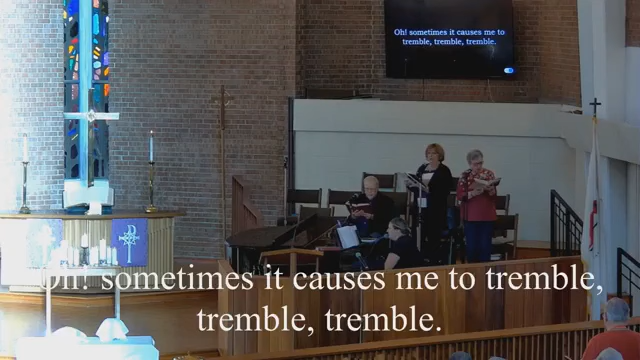 Oh! sometimes it causes me to
tremble, tremble, tremble.
Oh! sometimes it causes me to tremble,
tremble, tremble.